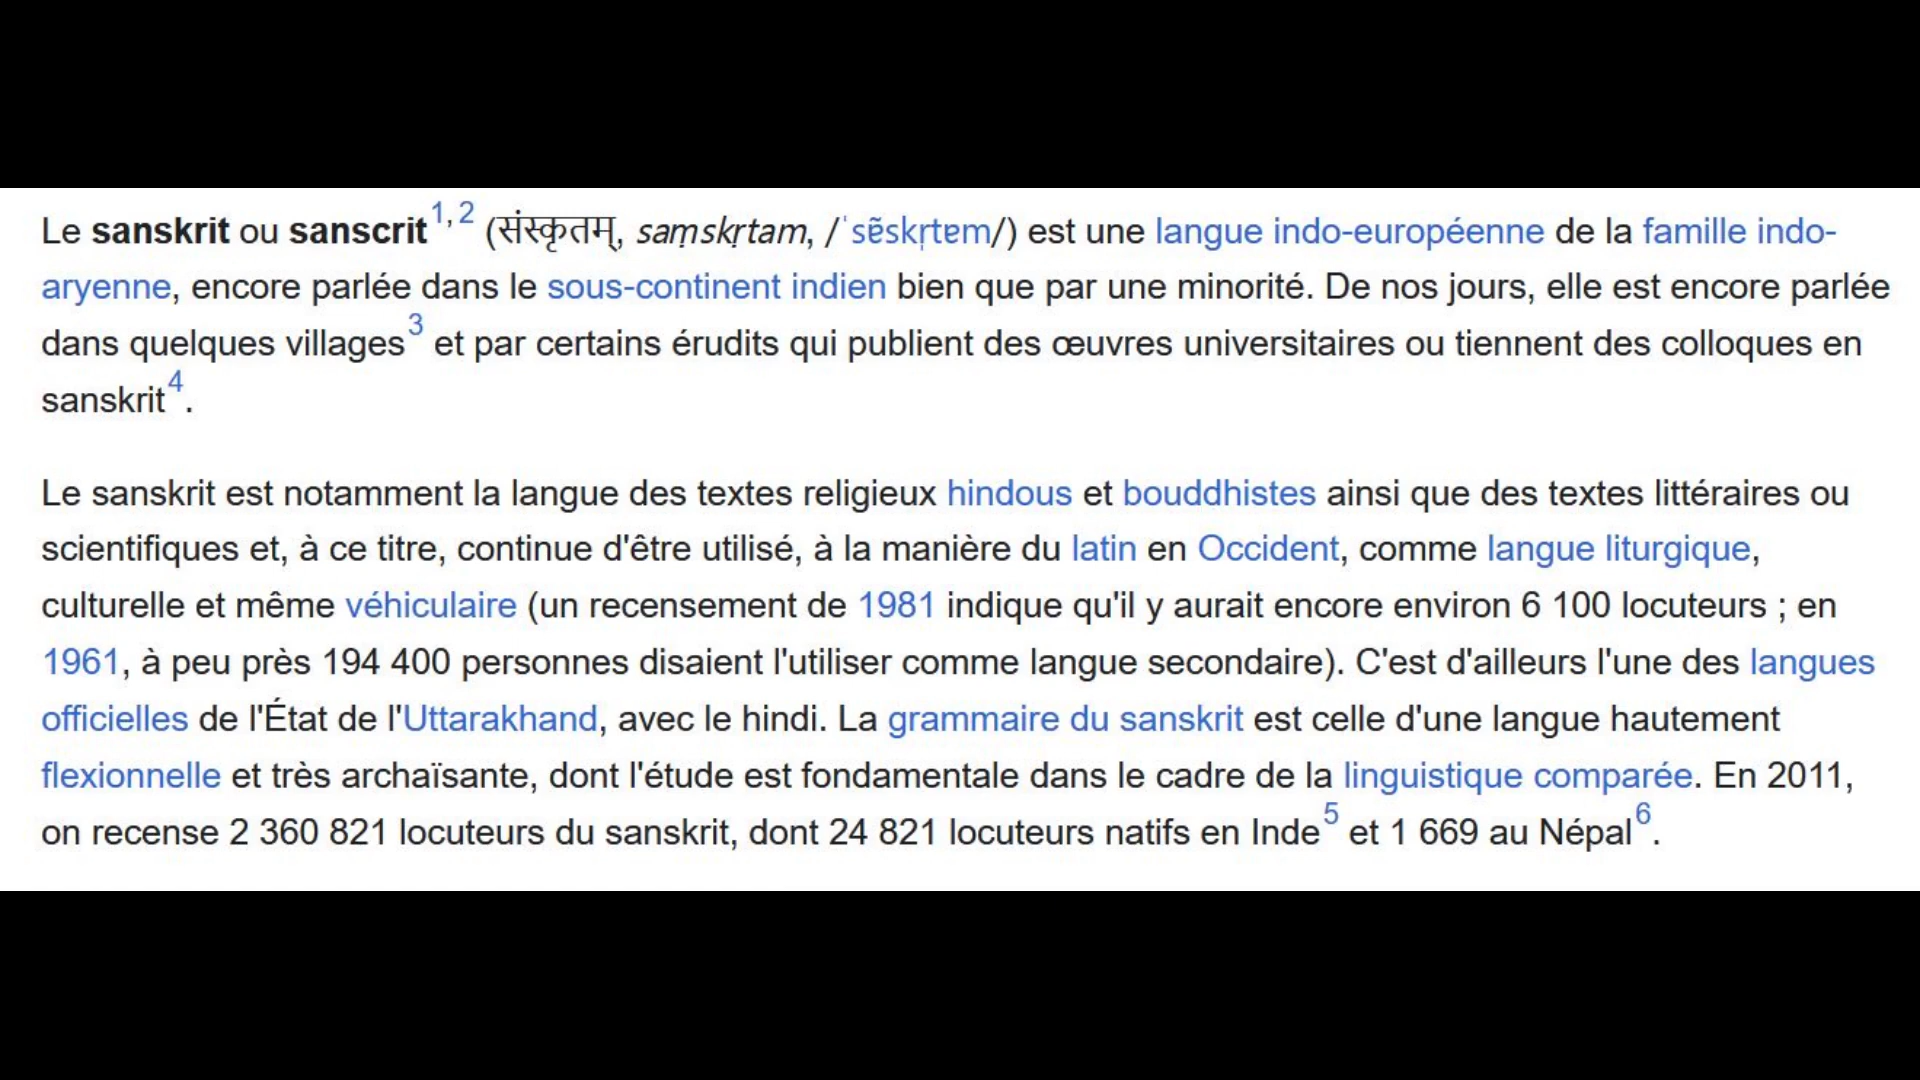 Le sanskrit ou sanscrit1, 2 (संस्कृतम्, saṃskṛtam, /ˈsɐ̃skr̩tɐm/) est une langue indo-européenne de la famille indo-
aryenne, encore parlée dans le sous-continent indien bien que par une minorité. De nos jours, elle est encore parlée
dans quelques villages3 et par certains érudits qui publient des œuvres universitaires ou tiennent des colloques en
sanskrit4.
Le sanskrit est notamment la langue des textes religieux hindous et bouddhistes ainsi que des textes littéraires ou
scientifiques et, à ce titre, continue d'être utilisé, à la manière du latin en Occident, comme langue liturgique,
culturelle et même véhiculaire (un recensement de 1981 indique qu'il y aurait encore environ 6 100 locuteurs ; en
1961, à peu près 194 400 personnes disaient l'utiliser comme langue secondaire). C'est d'ailleurs l'une des langues
officielles de l'État de l'Uttarakhand, avec le hindi. La grammaire du sanskrit est celle d'une langue hautement
flexionnelle et très archaïsante, dont l'étude est fondamentale dans le cadre de la linguistique comparée. En 2011,
on recense 2 360 821 locuteurs du sanskrit, dont 24 821 locuteurs natifs en Inde5 et 1 669 au Népal6.